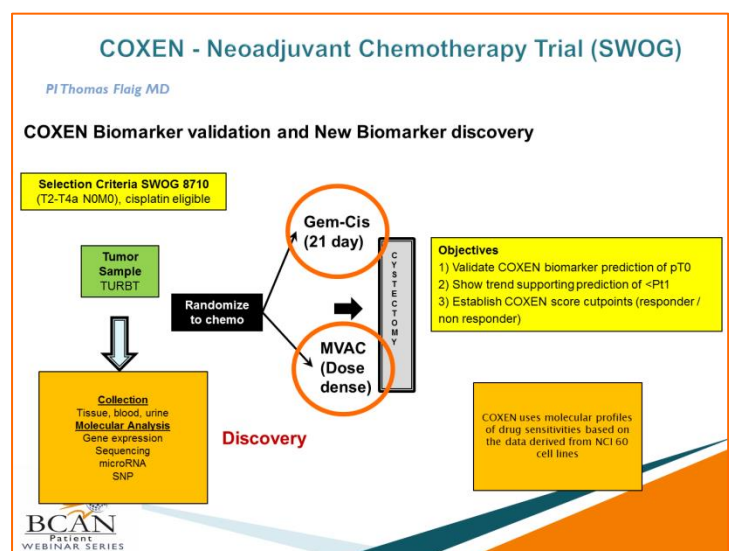 COXEN - Neoadjuvant Chemotherapy Trial (SWOG)
PI Thomas Flaig MD
COXEN Biomarker validation and New Biomarker discovery
Selection Criteria SWOG 8710
(T2-T4a N0M0), cisplatin eligible
Tumor
Sample
TURBT
Randomize
to chemo
Gem-Cis
(21 day)
MVAC
(Dose
dense)
CYSTECTOMY
Objectives
1) Validate COXEN biomarker prediction of pT0
2) Show trend supporting prediction of <Pt1
3) Establish COXEN score cutpoints (responder /
non responder)
Collection
Tissue, blood, urine
Molecular Analysis
Gene expression
Sequencing
microRNA
SNP
Discovery
COXEN uses molecular profiles
of drug sensitivities based on
the data derived from NCI 60
cell lines
BCAN
Patient
WEBINAR SERIES